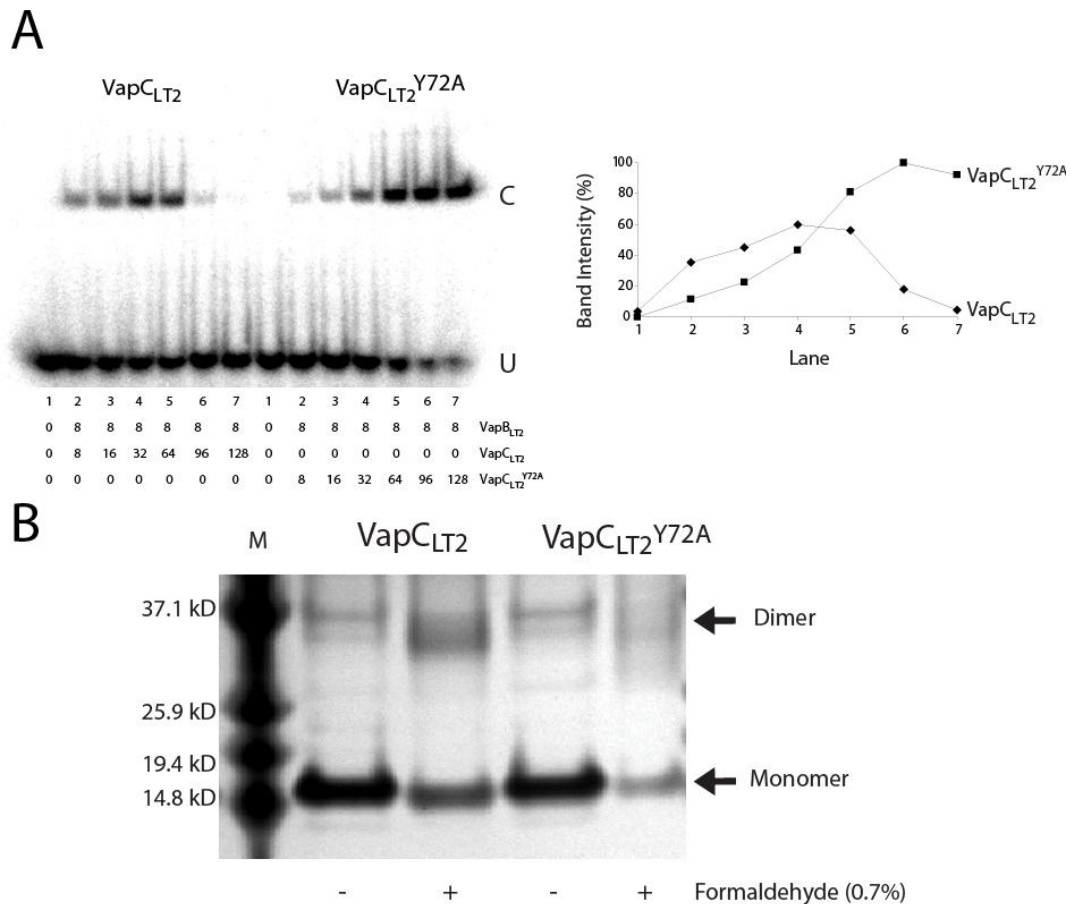 A
VapC_LT2 VapC_LT2^Y72A
C
U
1 2 3 4 5 6 7 1 2 3 4 5 6 7
0 8 8 8 8 8 8 0 8 8 8 8 8 8 VapB_LT2
0 8 16 32 64 96 128 0 0 0 0 0 0 0 VapC_LT2
0 0 0 0 0 0 0 0 8 16 32 64 96 128 VapC_LT2^Y72A
Band Intensity (%)
100
80
60
40
20
0
1 2 3 4 5 6 7
Lane
VapC_LT2^Y72A
VapC_LT2
B
M VapC_LT2 VapC_LT2^Y72A
37.1 kD
25.9 kD
19.4 kD
14.8 kD
Dimer
Monomer
- + - + Formaldehyde (0.7%)